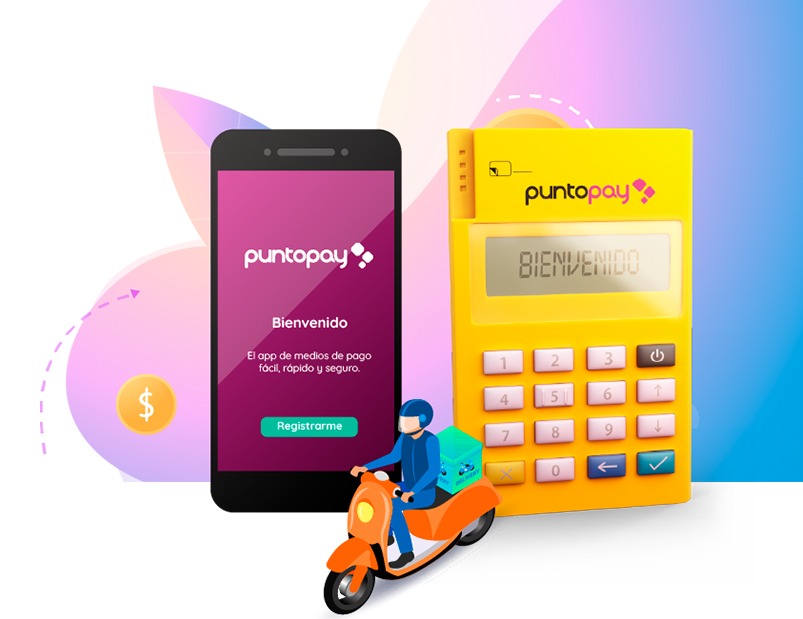 puntopay
Bienvenido
El app de medios de pago
fácil, rápido y seguro.
Registrarme
$
puntopay
BIENVENIDO
1 2 3
4 5 6 ↑
7 8 9 ↓
× 0 ←
DELIVERY